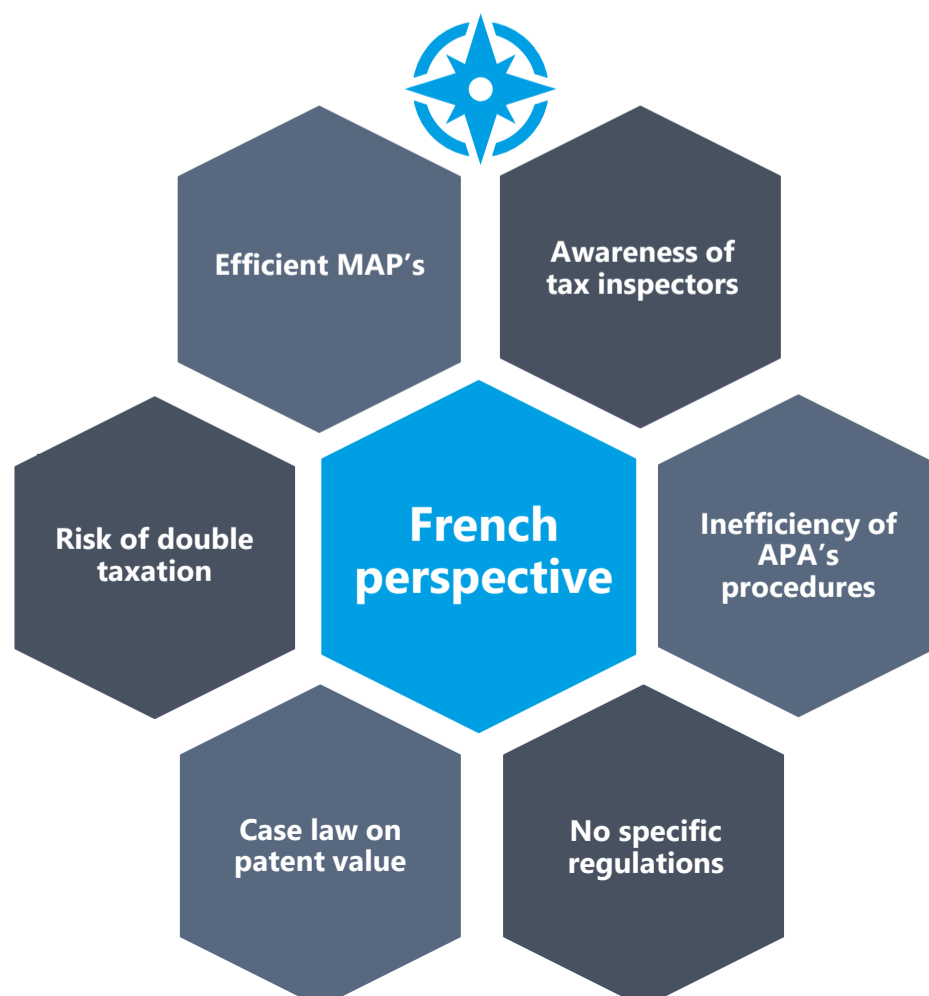 Efficient MAP's
Awareness of
tax inspectors
French
perspective
Risk of double
taxation
Inefficiency of
APA's
procedures
Case law on
patent value
No specific
regulations